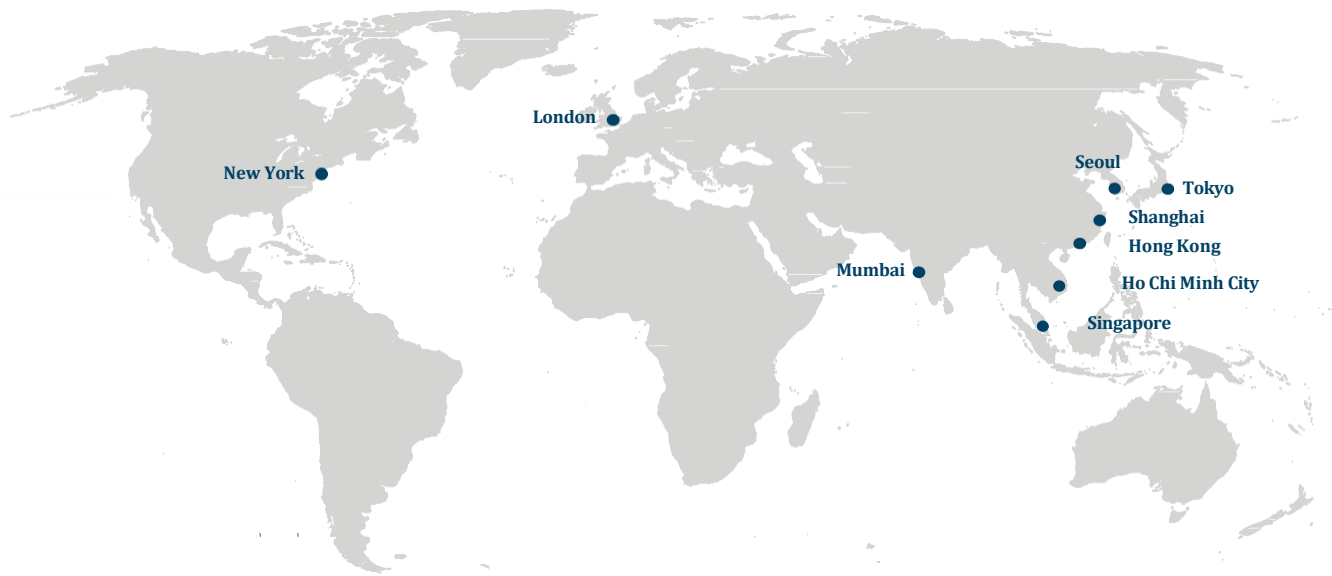 London
New York
Seoul
Tokyo
Shanghai
Hong Kong
Mumbai
Ho Chi Minh City
Singapore